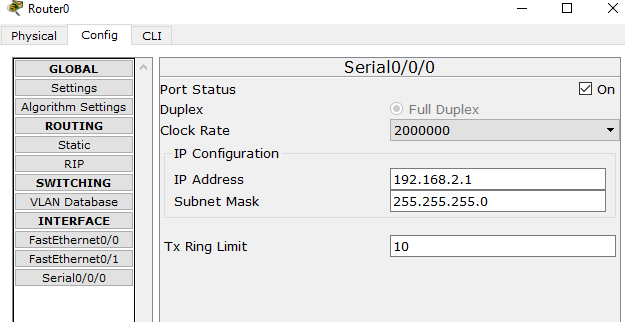 Router0
Physical Config CLI
GLOBAL
Settings
Algorithm Settings
ROUTING
Static
RIP
SWITCHING
VLAN Database
INTERFACE
FastEthernet0/0
FastEthernet0/1
Serial0/0/0
Serial0/0/0
Port Status On
Duplex Full Duplex
Clock Rate 2000000
IP Configuration
IP Address 192.168.2.1
Subnet Mask 255.255.255.0
Tx Ring Limit 10